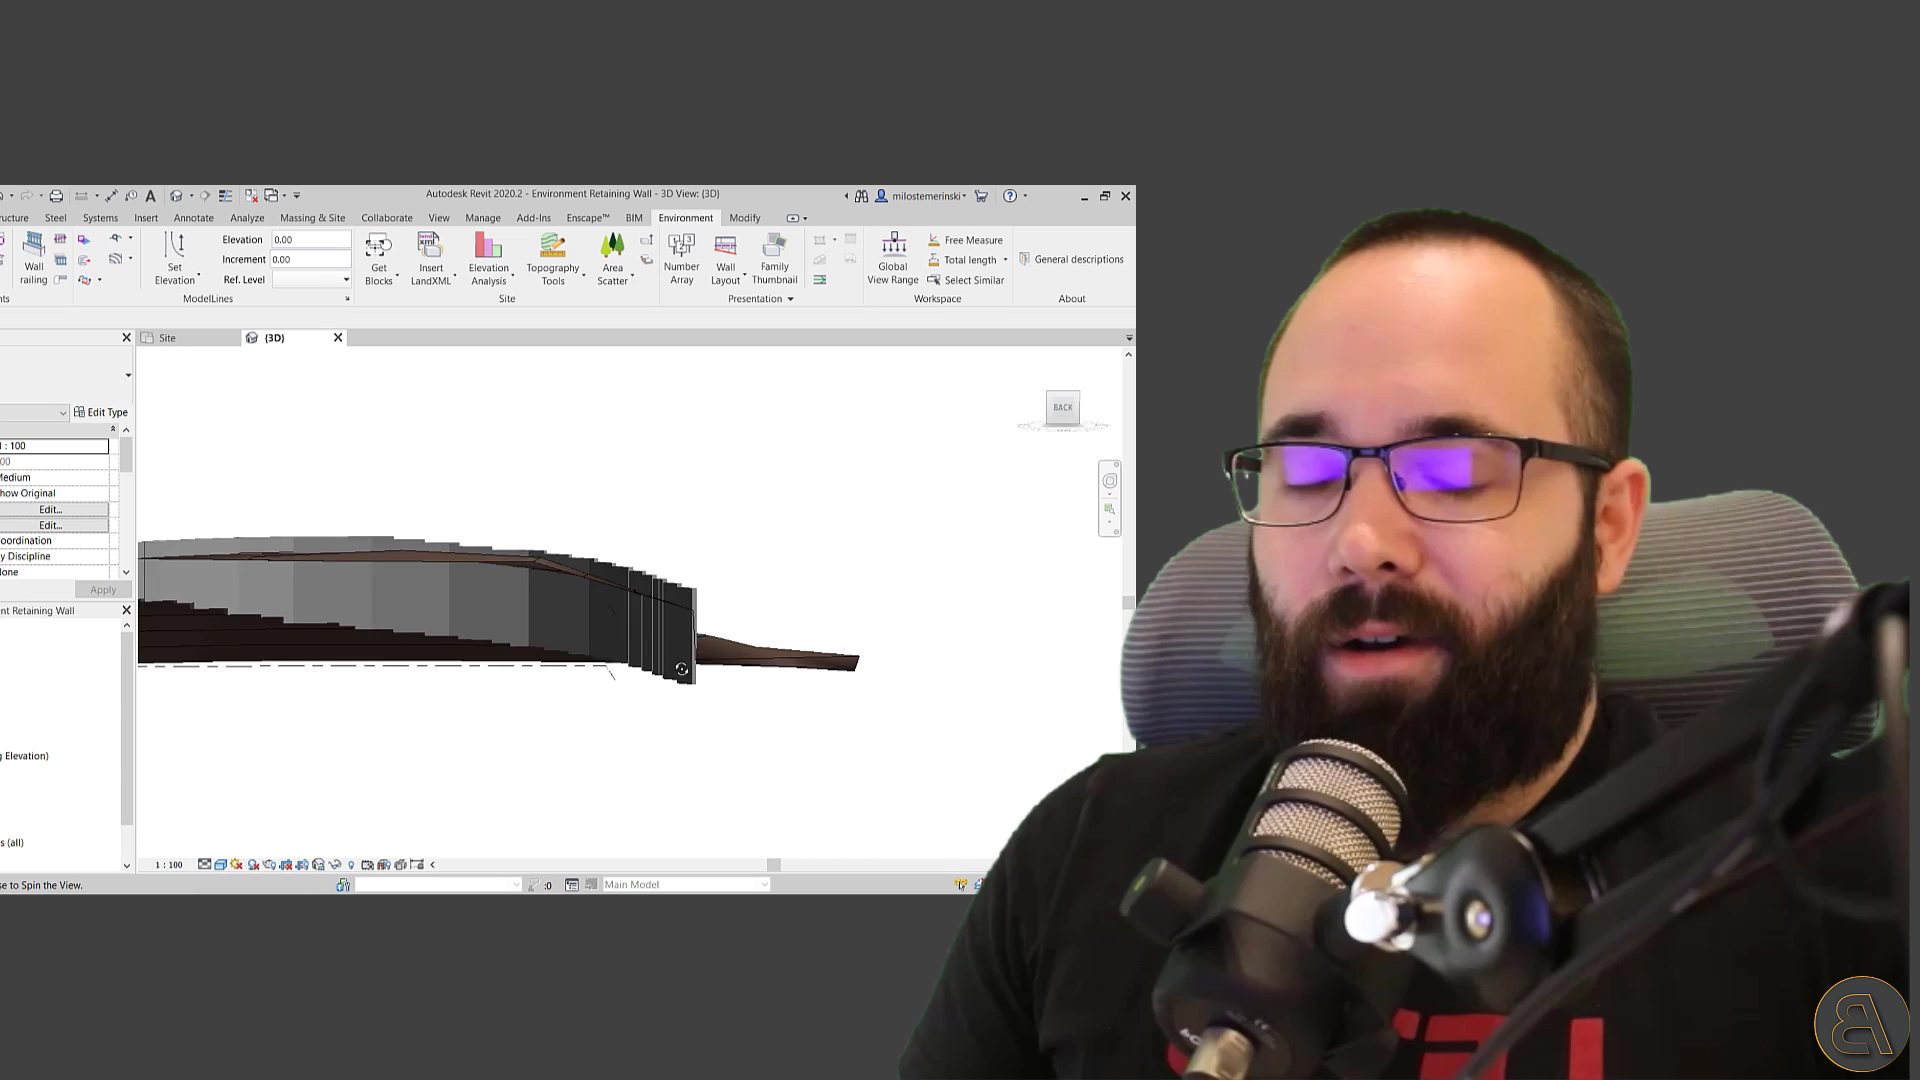 Autodesk Revit 2020.2 - Environment Retaining Wall - 3D View: {3D}
milostemerinski
ucture Steel Systems Insert Annotate Analyze Massing & Site Collaborate View Manage Add-Ins Enscape™ BIM Environment Modify
Wall railing
Set Elevation
Elevation 0.00
Increment 0.00
Ref. Level
Get Blocks
Insert LandXML
Elevation Analysis
Topography Tools
Area Scatter
Number Array
Wall Layout
Family Thumbnail
Global View Range
Free Measure
Total length
Select Similar
General descriptions
nts ModelLines Site Presentation Workspace About
Site {3D}
BACK
Edit Type
1 : 100
00
Medium
how Original
Edit...
Edit...
oordination
y Discipline
lone
Apply
nt Retaining Wall
g Elevation)
s (all)
1 : 100
se to Spin the View.
:0
Main Model